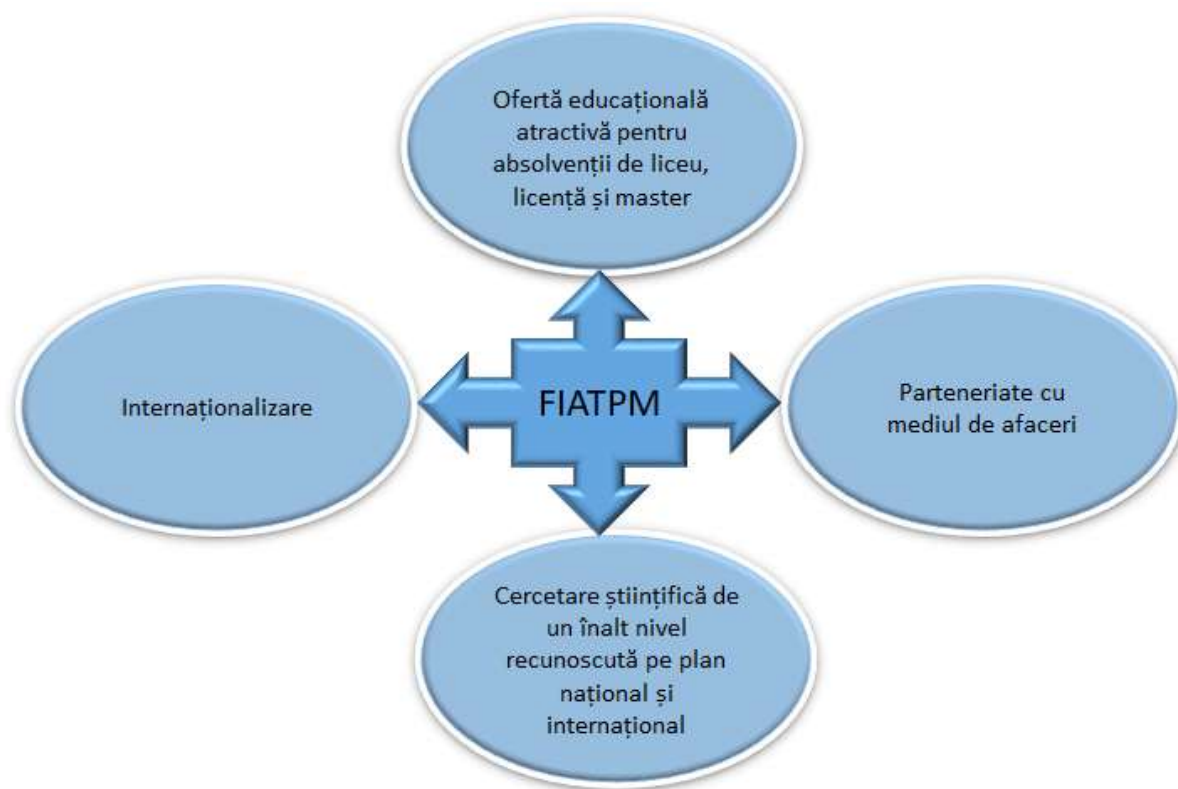 Ofertă educațională
atractivă pentru
absolvenții de liceu,
licență și master
Internaționalizare
FIATPM
Parteneriate cu
mediul de afaceri
Cercetare științifică de
un înalt nivel
recunoscută pe plan
național și
internațional